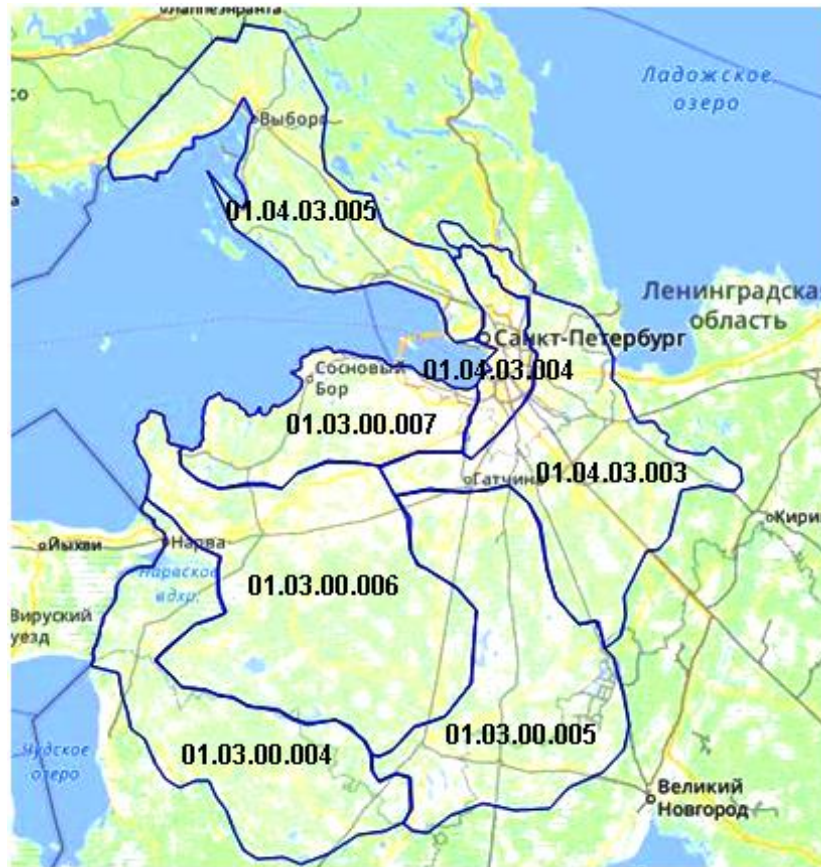 Лаппеэнранта
Ладожское
озеро
Выборг
01.04.03.005
Ленинградская
область
Санкт-Петербург
01.04.03.004
Сосновый
Бор
01.03.00.007
Гатчина
01.04.03.003
Кири
Йыхви
Нарва
Нарвское
вдхр.
01.03.00.006
Вируский
уезд
Чудское
озеро
01.03.00.004
01.03.00.005
Великий
Новгород